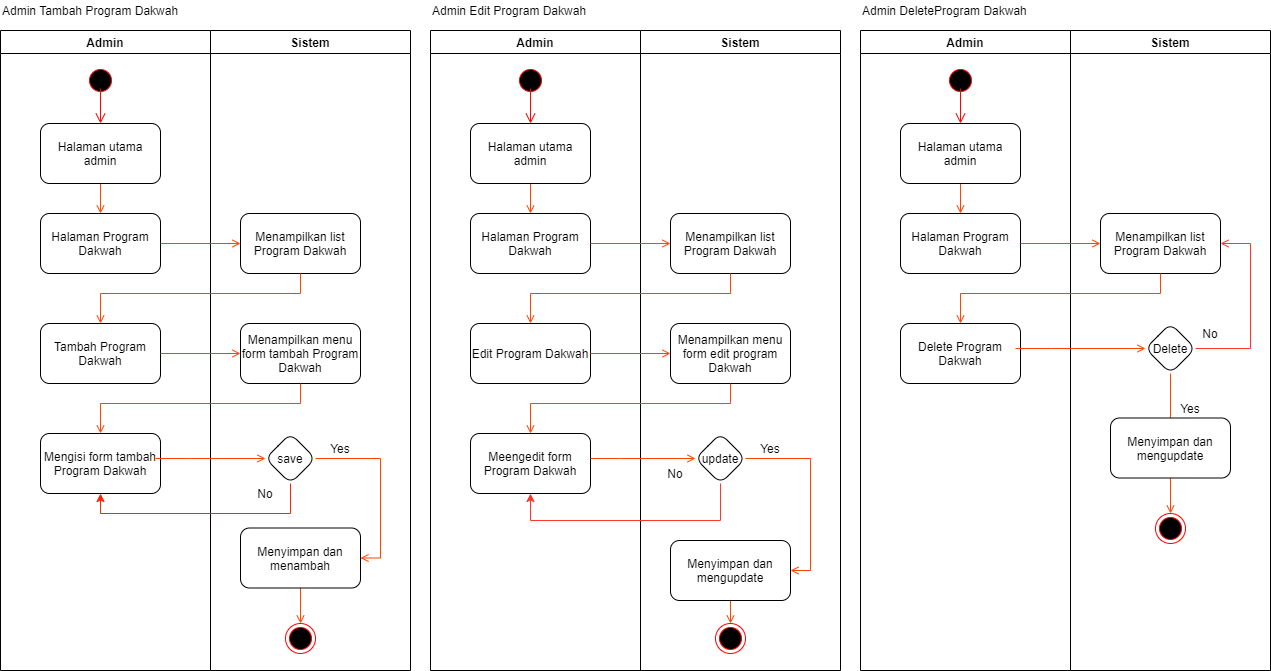 Admin Tambah Program Dakwah
Admin
Sistem
Halaman utama
admin
Halaman Program
Dakwah
Menampilkan list
Program Dakwah
Tambah Program
Dakwah
Menampilkan menu
form tambah Program
Dakwah
Mengisi form tambah
Program Dakwah
save
Yes
No
Menyimpan dan
menambah
Admin Edit Program Dakwah
Admin
Sistem
Halaman utama
admin
Halaman Program
Dakwah
Menampilkan list
Program Dakwah
Edit Program Dakwah
Menampilkan menu
form edit program
Dakwah
Meengedit form
Program Dakwah
update
Yes
No
Menyimpan dan
mengupdate
Admin DeleteProgram Dakwah
Admin
Sistem
Halaman utama
admin
Halaman Program
Dakwah
Menampilkan list
Program Dakwah
Delete Program
Dakwah
Delete
No
Yes
Menyimpan dan
mengupdate